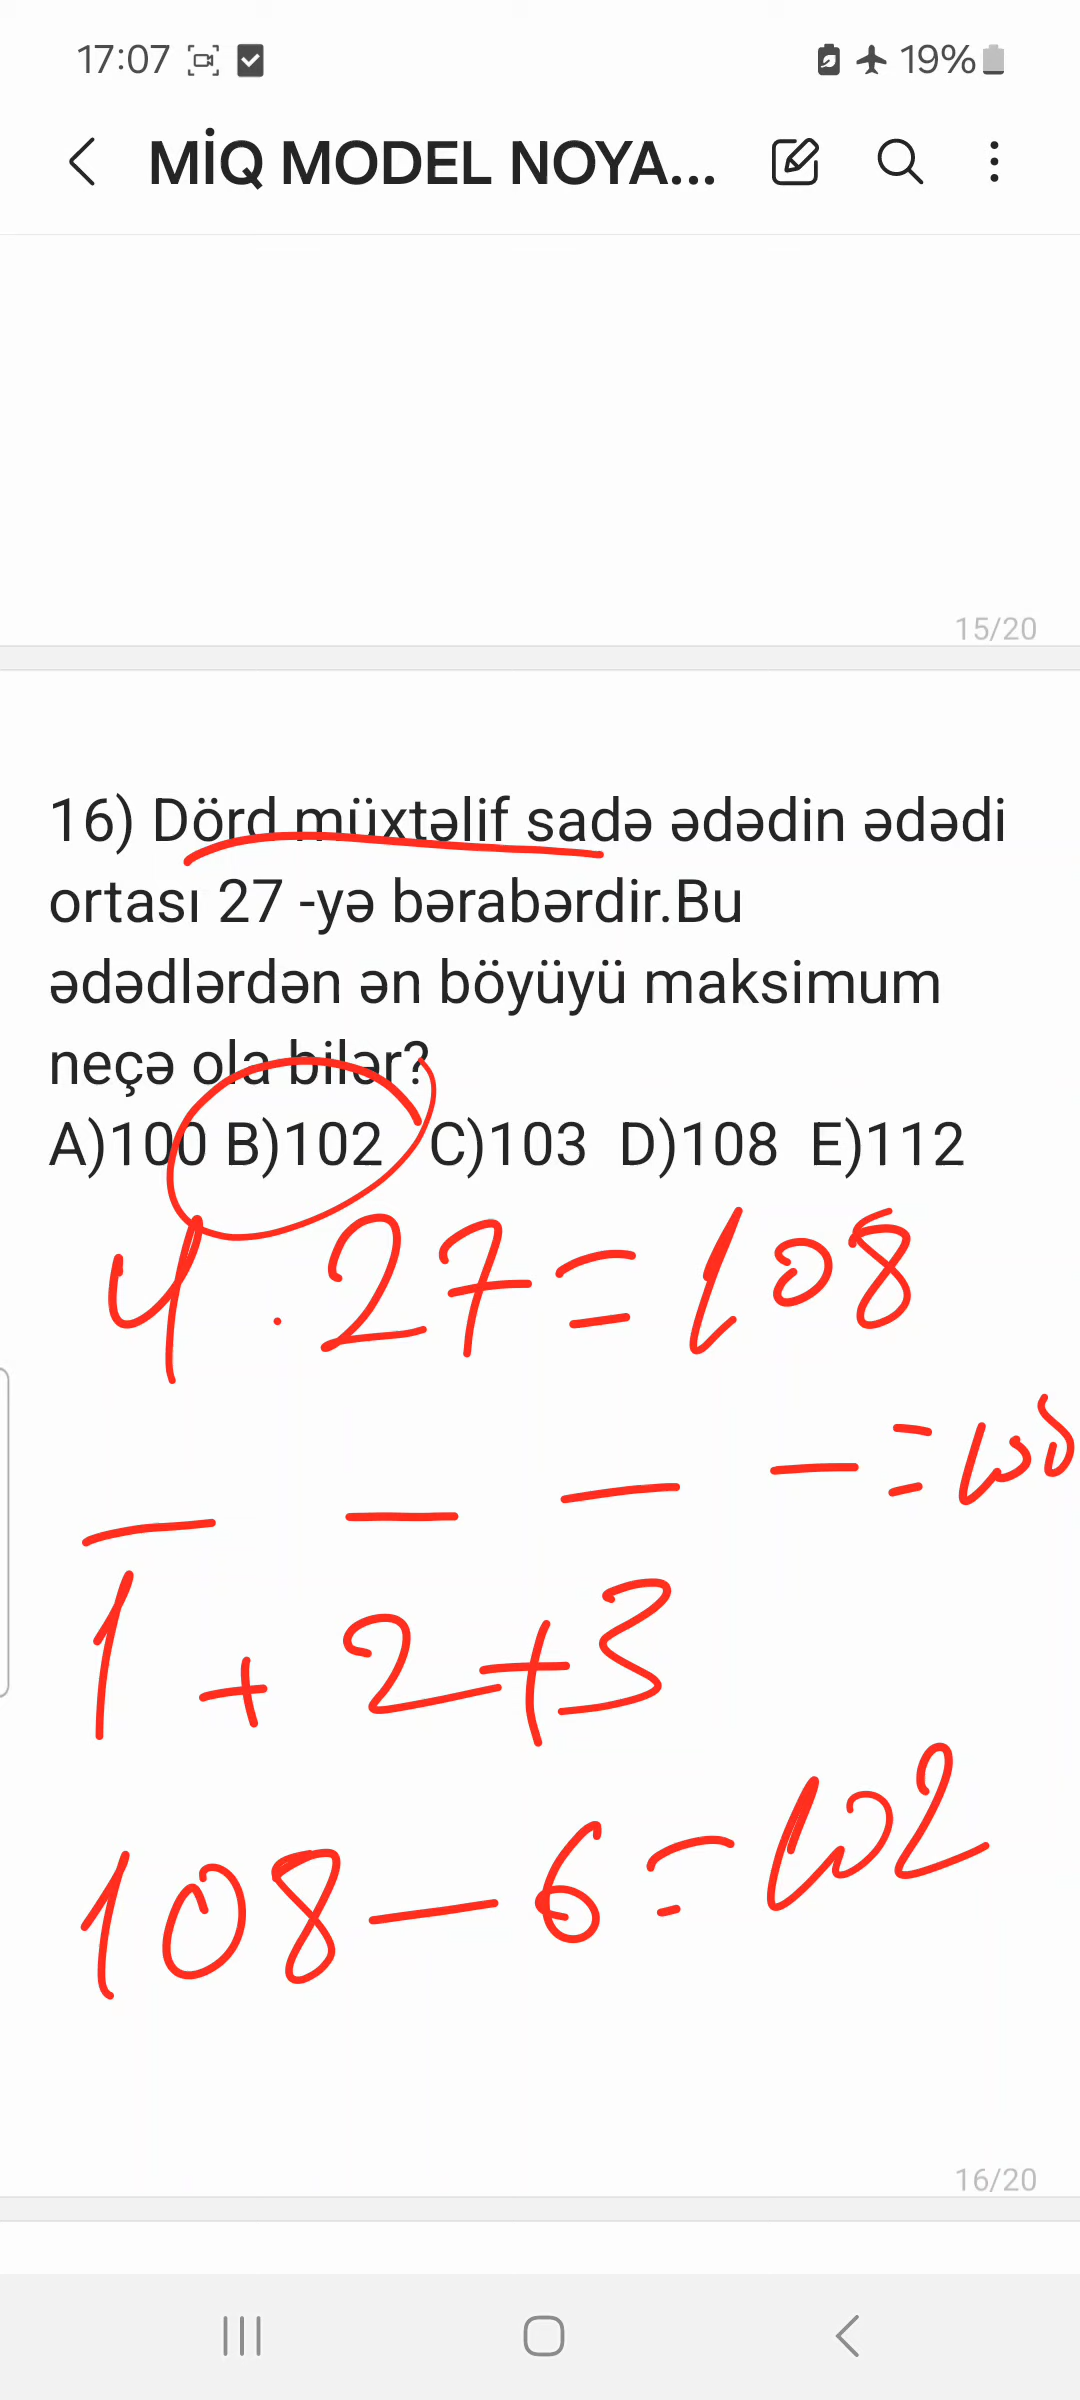 17:07 19%
MİQ MODEL NOYA...
15/20
16) Dörd müxtəlif sadə ədədin ədədi
ortası 27 -yə bərabərdir.Bu
ədədlərdən ən böyüyü maksimum
neçə ola bilər?
A)100 B)102 C)103 D)108 E)112
4 . 27 = 108
_ _ _ _ = 108
1 + 2 + 3
108 - 6 = 102
16/20